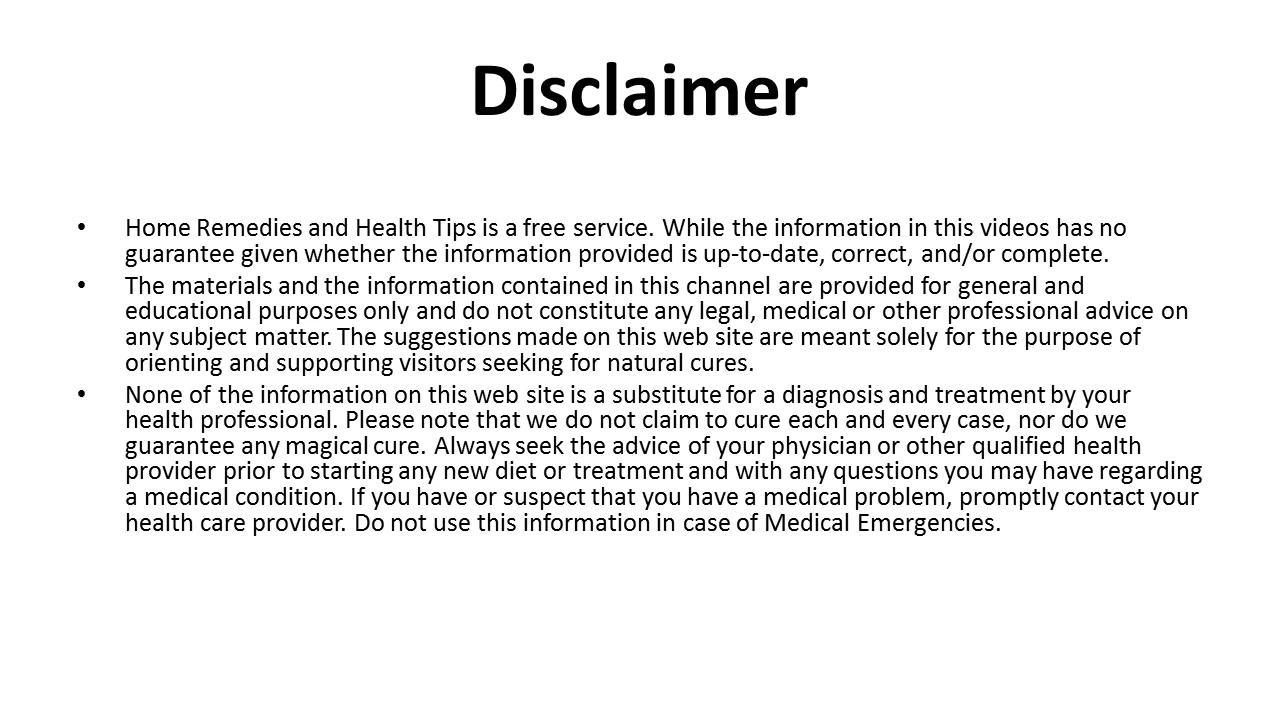 Disclaimer
• Home Remedies and Health Tips is a free service. While the information in this videos has no
guarantee given whether the information provided is up-to-date, correct, and/or complete.
• The materials and the information contained in this channel are provided for general and
educational purposes only and do not constitute any legal, medical or other professional advice on
any subject matter. The suggestions made on this web site are meant solely for the purpose of
orienting and supporting visitors seeking for natural cures.
• None of the information on this web site is a substitute for a diagnosis and treatment by your
health professional. Please note that we do not claim to cure each and every case, nor do we
guarantee any magical cure. Always seek the advice of your physician or other qualified health
provider prior to starting any new diet or treatment and with any questions you may have regarding
a medical condition. If you have or suspect that you have a medical problem, promptly contact your
health care provider. Do not use this information in case of Medical Emergencies.